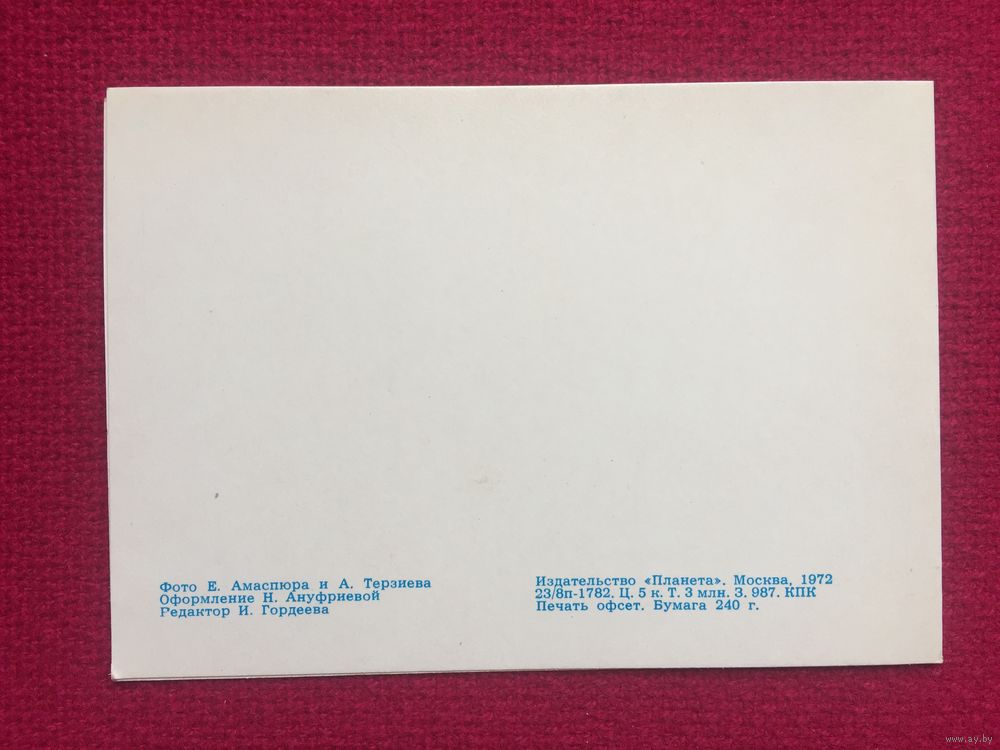 Фото Е. Амаспюра и А. Терзиева
Оформление Н. Ануфриевой
Редактор И. Гордеева
Издательство «Планета». Москва, 1972
23/8п-1782. Ц. 5 к. Т. 3 млн. З. 987. КПК
Печать офсет. Бумага 240 г.
www.ay.by